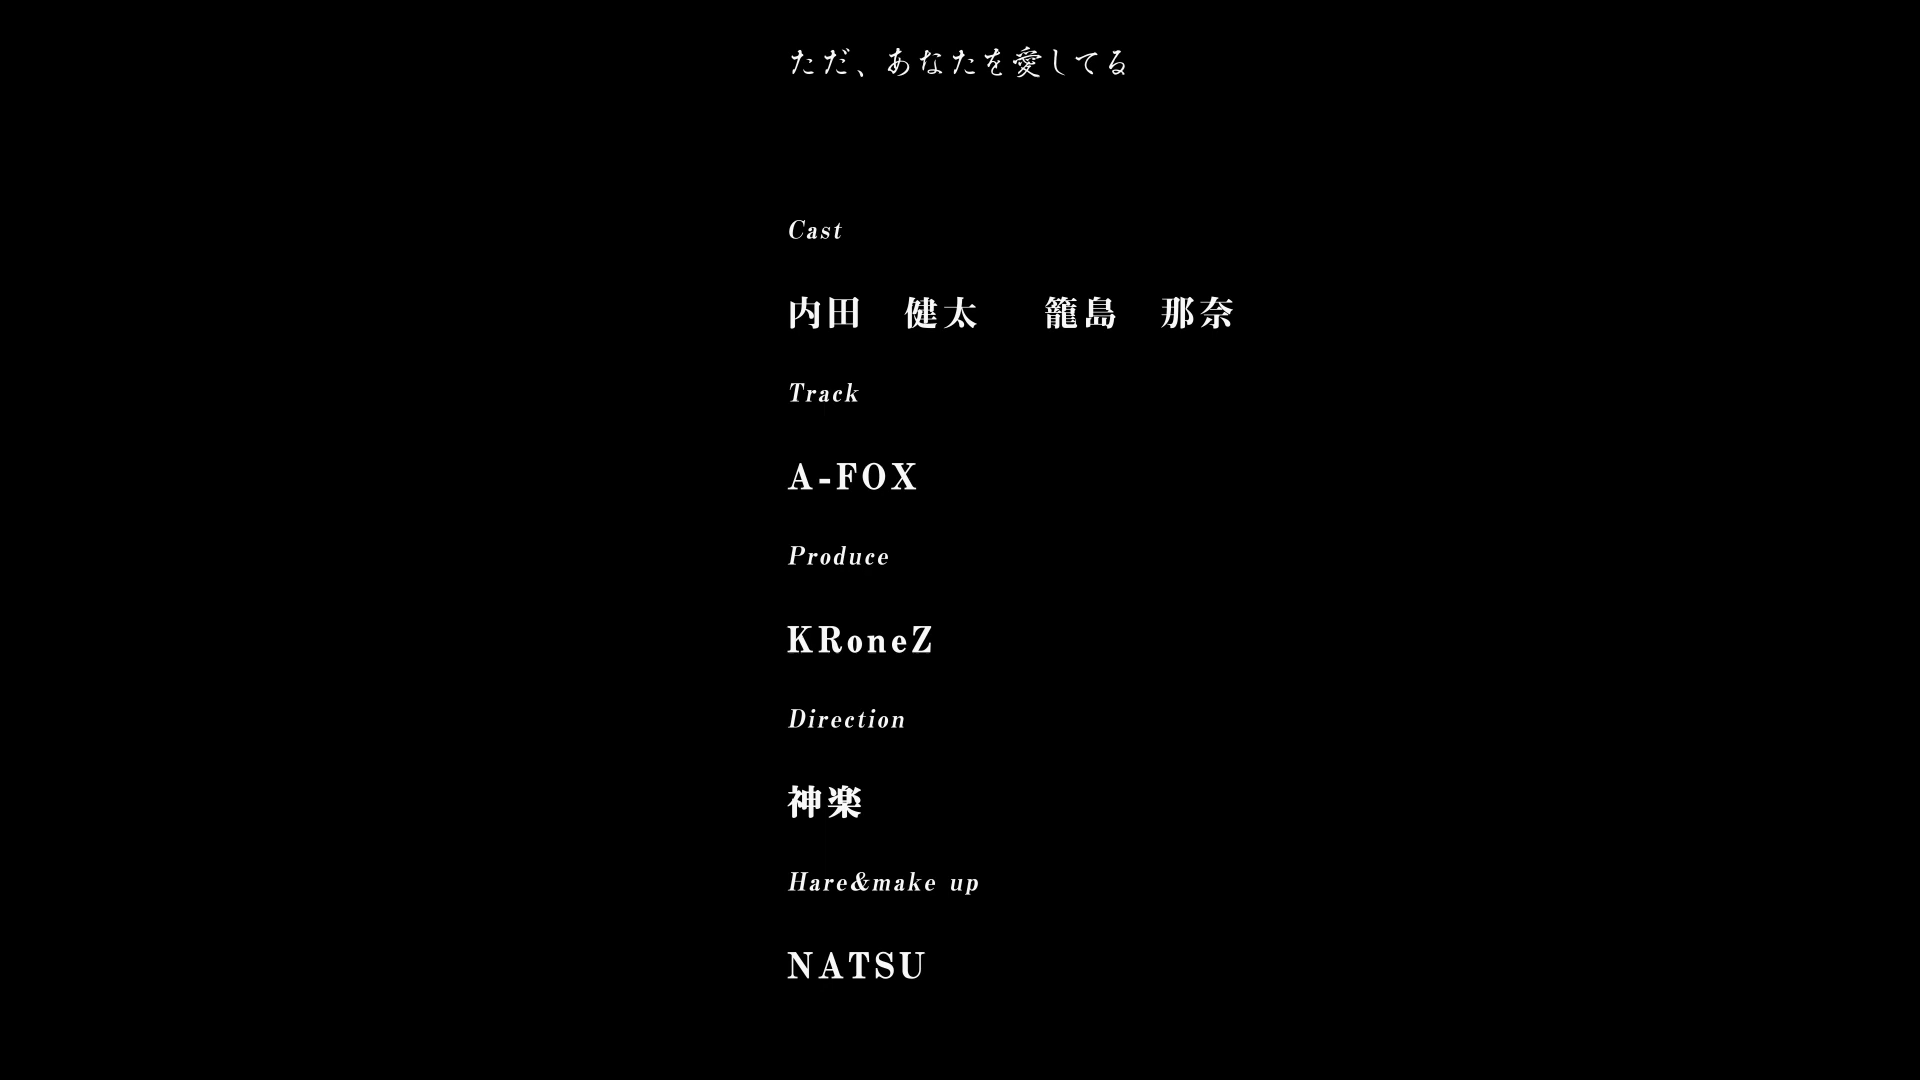 ただ、あなたを愛してる
Cast
内田　健太　籠島　那奈
Track
A-FOX
Produce
KRoneZ
Direction
神楽
Hare&make up
NATSU